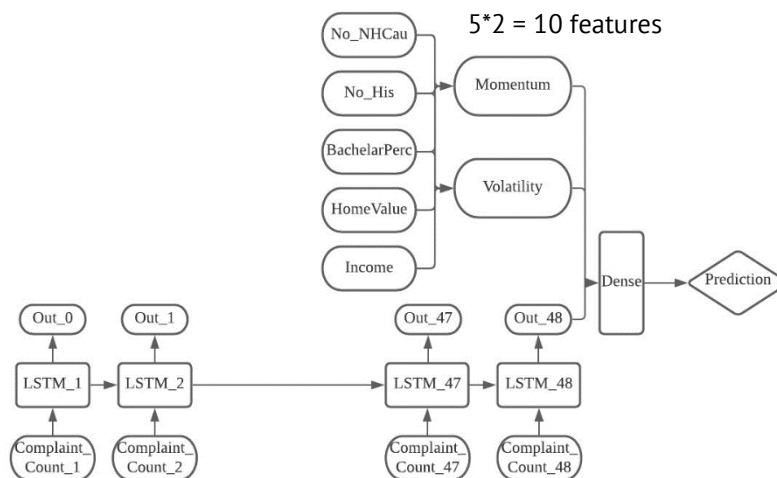 5*2 = 10 features
No_NHCau
No_His
BachelarPerc
HomeValue
Income
Momentum
Volatility
Dense
Prediction
Out_0
Out_1
Out_47
Out_48
LSTM_1
LSTM_2
LSTM_47
LSTM_48
Complaint_
Count_1
Complaint_
Count_2
Complaint_
Count_47
Complaint_
Count_48